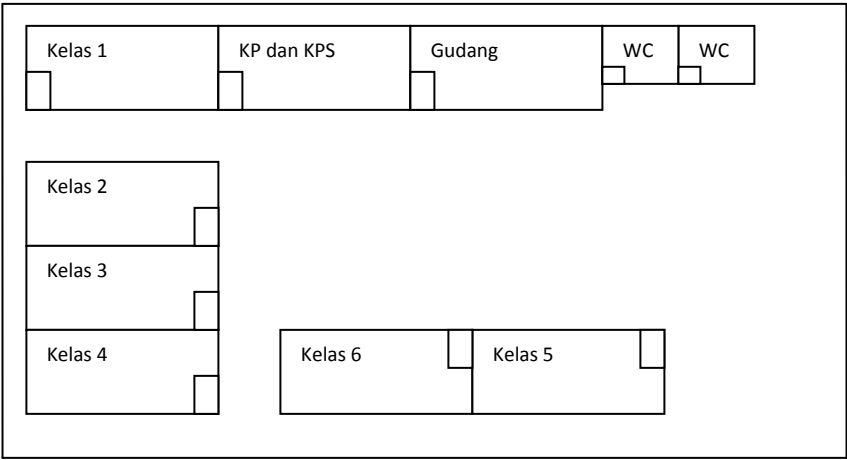 Kelas 1
KP dan KPS
Gudang
WC
WC
Kelas 2
Kelas 3
Kelas 4
Kelas 6
Kelas 5